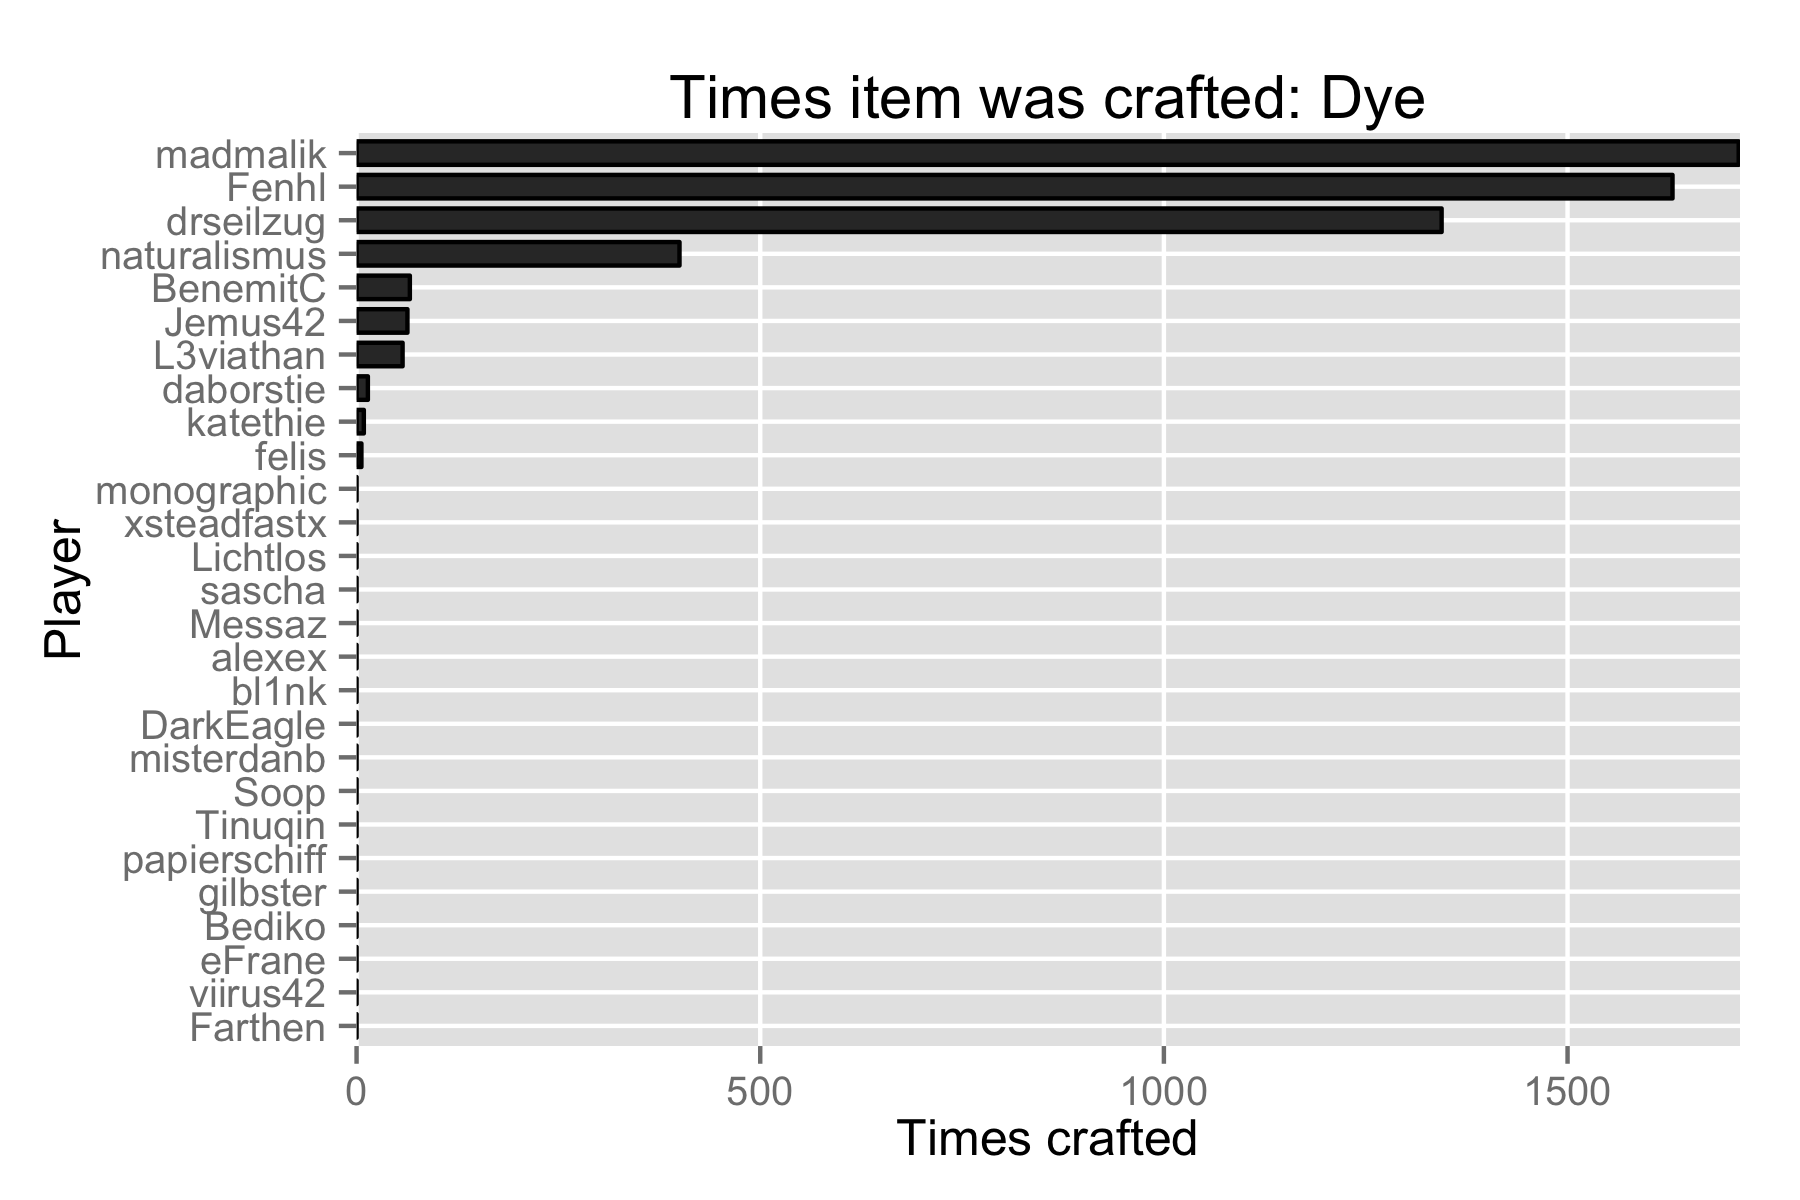 Times item was crafted: Dye
madmalik
Fenhl
drseilzug
naturalismus
BenemitC
Jemus42
L3viathan
daborstie
katethie
felis
monographic
xsteadfastx
Lichtlos
sascha
Messaz
alexex
bl1nk
DarkEagle
misterdanb
Soop
Tinuqin
papierschiff
gilbster
Bediko
eFrane
viirus42
Farthen
Player
0 500 1000 1500
Times crafted